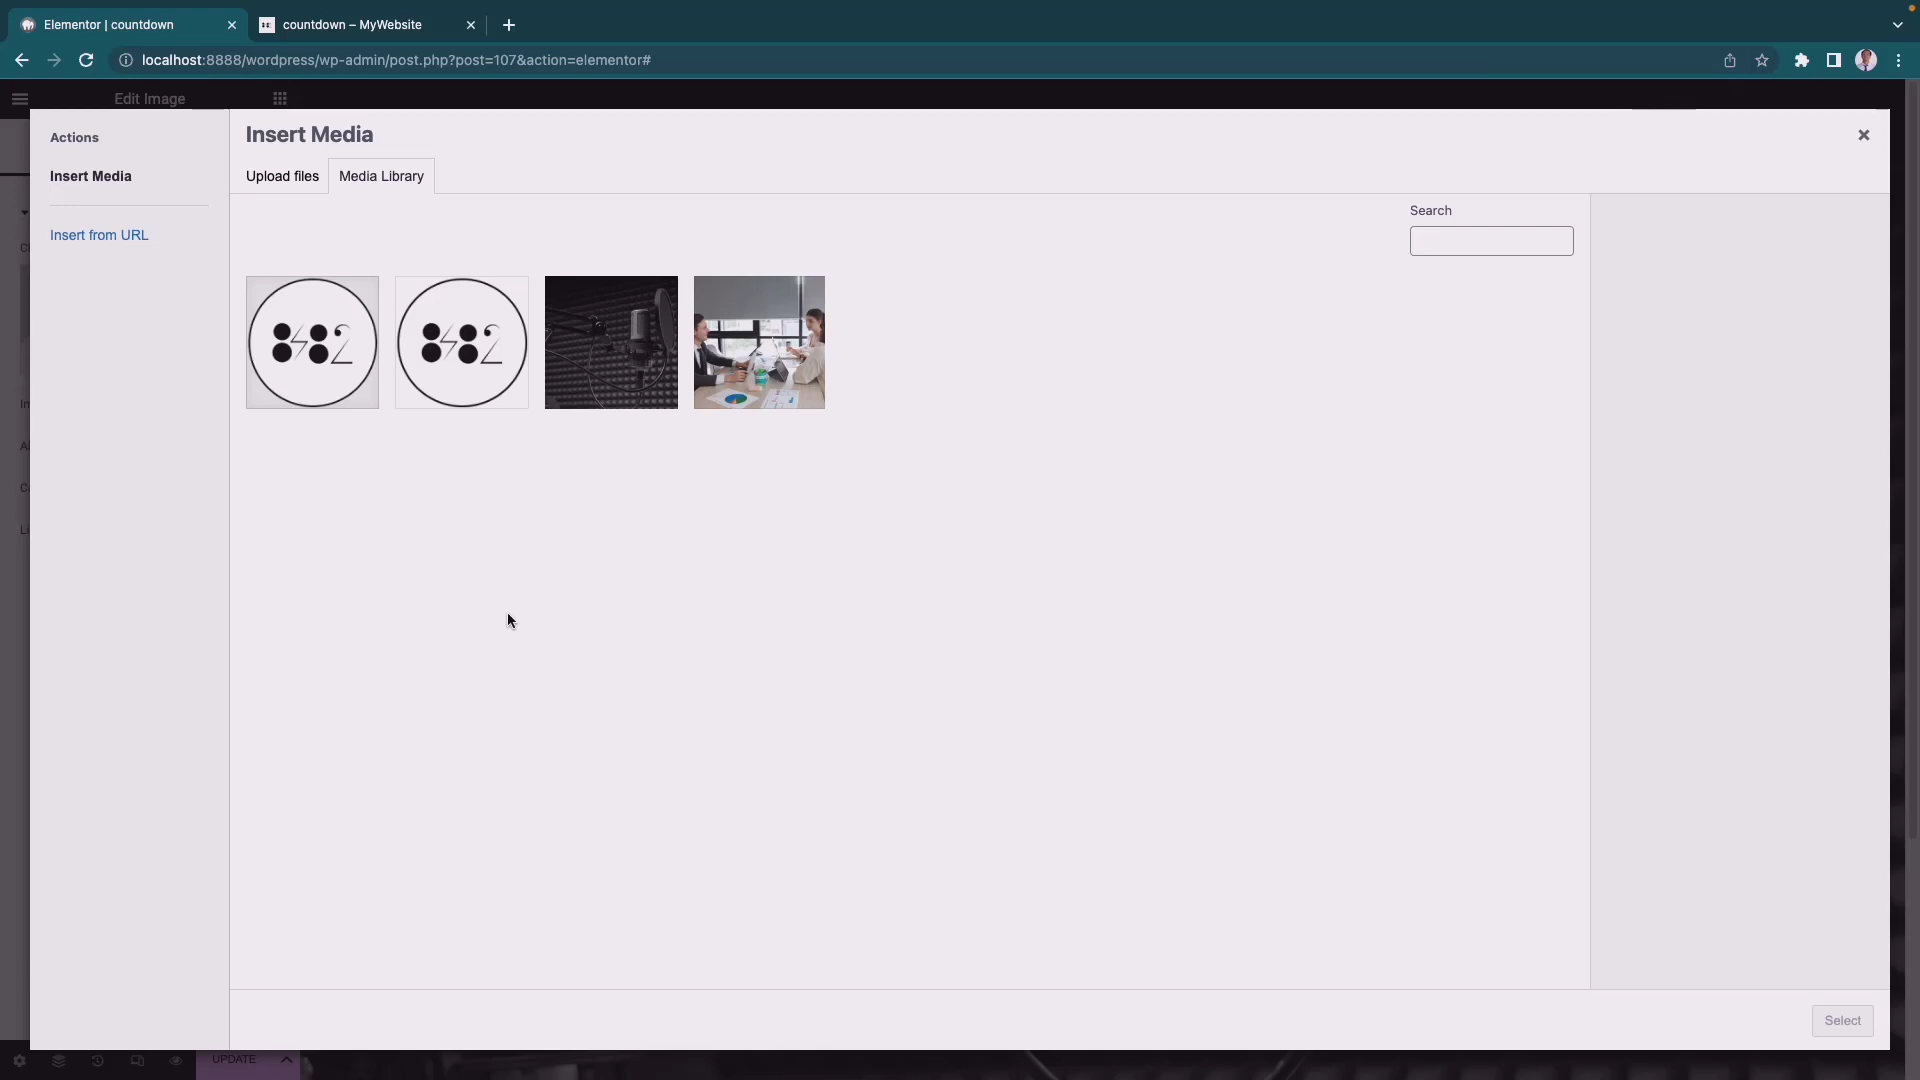 Elementor | countdown
countdown – MyWebsite
localhost:8888/wordpress/wp-admin/post.php?post=107&action=elementor#
Edit Image
Actions
Insert Media
Insert from URL
Insert Media
Upload files
Media Library
Search
Select
UPDATE